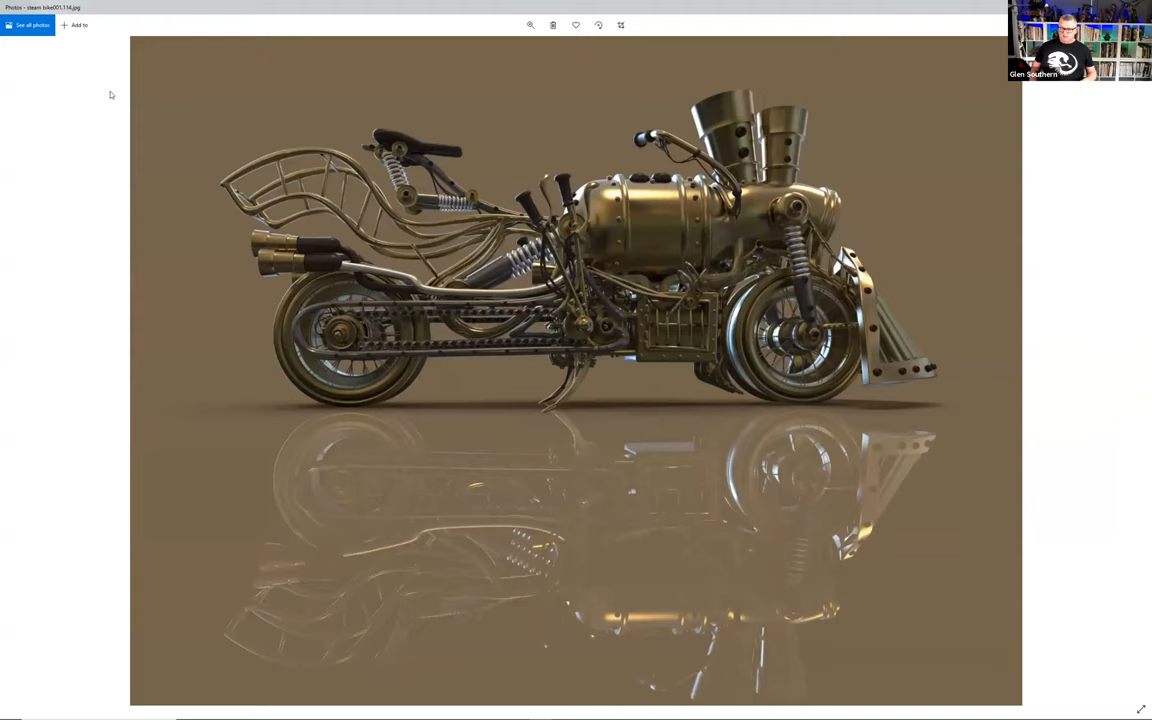 Photos - steam bike001.114.jpg
See all photos
Add to
Glen Southern